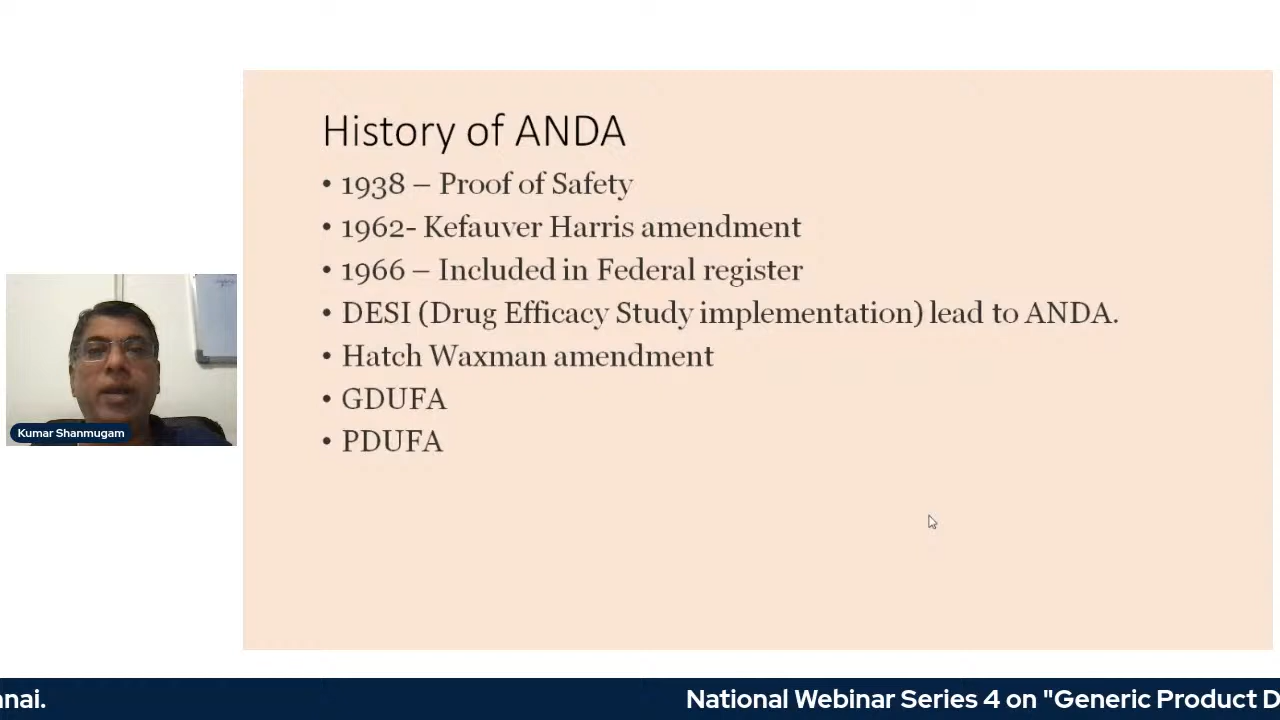 History of ANDA
• 1938 – Proof of Safety
• 1962- Kefauver Harris amendment
• 1966 – Included in Federal register
• DESI (Drug Efficacy Study implementation) lead to ANDA.
• Hatch Waxman amendment
• GDUFA
• PDUFA
Kumar Shanmugam
nnai. National Webinar Series 4 on "Generic Product D